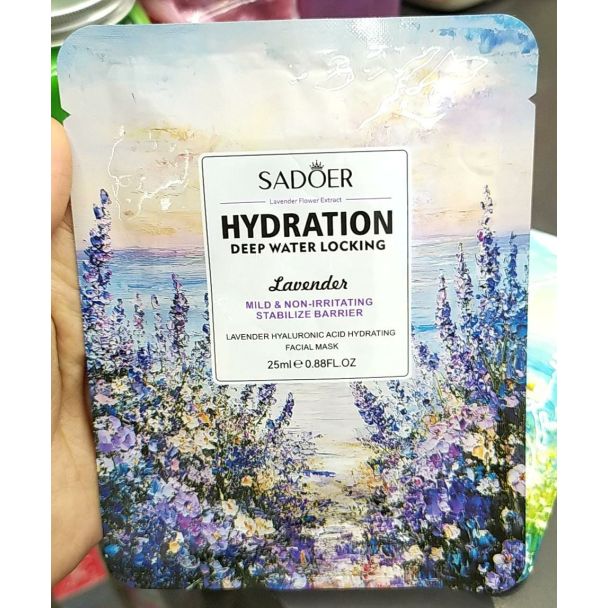 SADOER
Lavender Flower Extract
HYDRATION
DEEP WATER LOCKING
Lavender
MILD & NON-IRRITATING
STABILIZE BARRIER
LAVENDER HYALURONIC ACID HYDRATING
FACIAL MASK
25ml ℮ 0.88FL.OZ